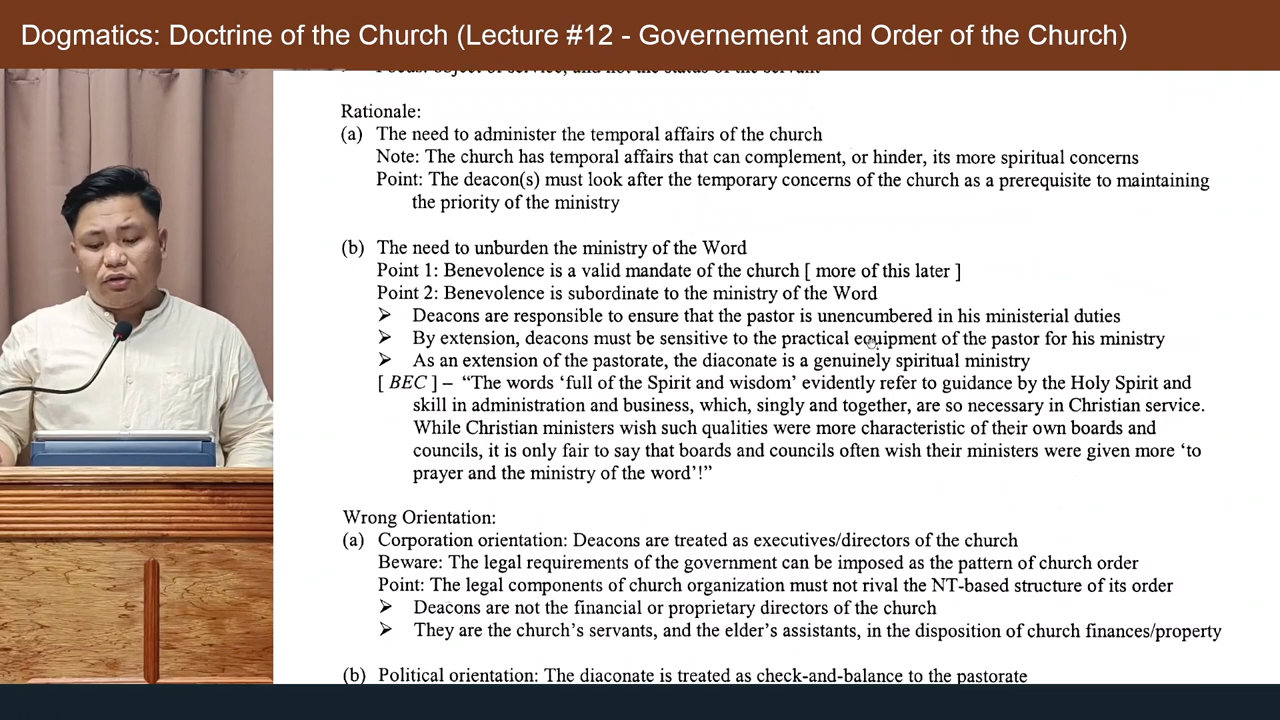 Dogmatics: Doctrine of the Church (Lecture #12 - Governement and Order of the Church)
Focus: object of service, and not the status of the servant
Rationale:
(a) The need to administer the temporal affairs of the church
Note: The church has temporal affairs that can complement, or hinder, its more spiritual concerns
Point: The deacon(s) must look after the temporary concerns of the church as a prerequisite to maintaining
the priority of the ministry
(b) The need to unburden the ministry of the Word
Point 1: Benevolence is a valid mandate of the church [ more of this later ]
Point 2: Benevolence is subordinate to the ministry of the Word
➤ Deacons are responsible to ensure that the pastor is unencumbered in his ministerial duties
➤ By extension, deacons must be sensitive to the practical equipment of the pastor for his ministry
➤ As an extension of the pastorate, the diaconate is a genuinely spiritual ministry
[ BEC ] – “The words ‘full of the Spirit and wisdom’ evidently refer to guidance by the Holy Spirit and
skill in administration and business, which, singly and together, are so necessary in Christian service.
While Christian ministers wish such qualities were more characteristic of their own boards and
councils, it is only fair to say that boards and councils often wish their ministers were given more ‘to
prayer and the ministry of the word’!”
Wrong Orientation:
(a) Corporation orientation: Deacons are treated as executives/directors of the church
Beware: The legal requirements of the government can be imposed as the pattern of church order
Point: The legal components of church organization must not rival the NT-based structure of its order
➤ Deacons are not the financial or proprietary directors of the church
➤ They are the church’s servants, and the elder’s assistants, in the disposition of church finances/property
(b) Political orientation: The diaconate is treated as check-and-balance to the pastorate